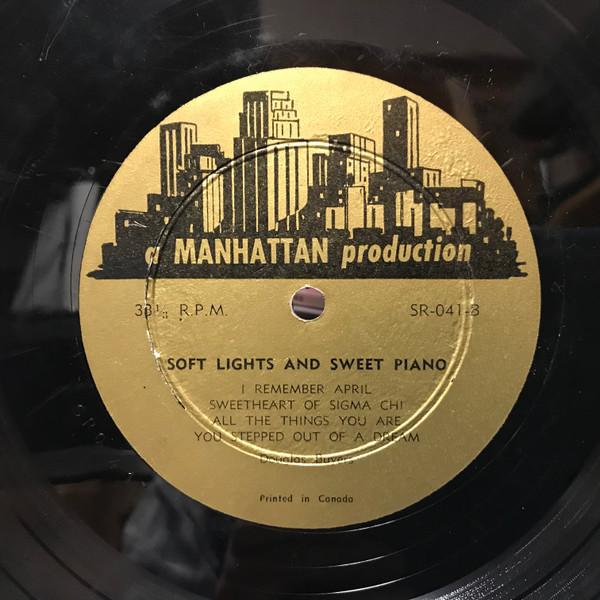 a MANHATTAN production
33⅓ R.P.M.
SR-041-B
SOFT LIGHTS AND SWEET PIANO
I REMEMBER APRIL
SWEETHEART OF SIGMA CHI
ALL THE THINGS YOU ARE
YOU STEPPED OUT OF A DREAM
Douglas Buyers
Printed in Canada